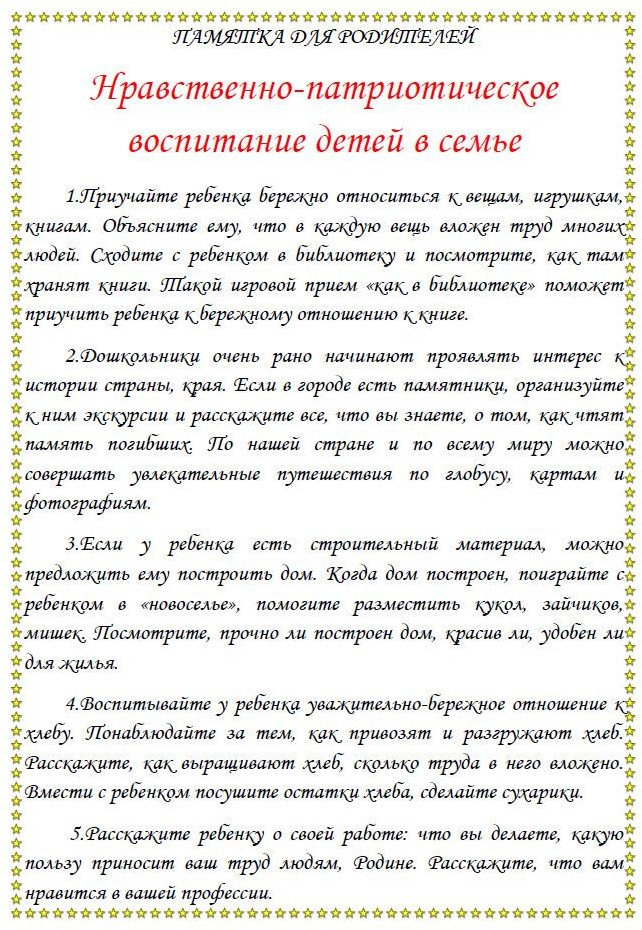 ПАМЯТКА ДЛЯ РОДИТЕЛЕЙ
Нравственно-патриотическое
воспитание детей в семье
1.Приучайте ребенка бережно относиться к вещам, игрушкам,
книгам. Объясните ему, что в каждую вещь вложен труд многих
людей. Сходите с ребенком в библиотеку и посмотрите, как там
хранят книги. Такой игровой прием «как в библиотеке» поможет
приучить ребенка к бережному отношению к книге.
2.Дошкольники очень рано начинают проявлять интерес к
истории страны, края. Если в городе есть памятники, организуйте
к ним экскурсии и расскажите все, что вы знаете, о том, как чтят
память погибших. По нашей стране и по всему миру можно
совершать увлекательные путешествия по глобусу, картам и
фотографиям.
3.Если у ребенка есть строительный материал, можно
предложить ему построить дом. Когда дом построен, поиграйте с
ребенком в «новоселье», помогите разместить кукол, зайчиков,
мишек. Посмотрите, прочно ли построен дом, красив ли, удобен ли
для жилья.
4.Воспитывайте у ребенка уважительно-бережное отношение к
хлебу. Понаблюдайте за тем, как привозят и разгружают хлеб.
Расскажите, как выращивают хлеб, сколько труда в него вложено.
Вмести с ребенком посушите остатки хлеба, сделайте сухарики.
5.Расскажите ребенку о своей работе: что вы делаете, какую
пользу приносит ваш труд людям, Родине. Расскажите, что вам
нравится в вашей профессии.